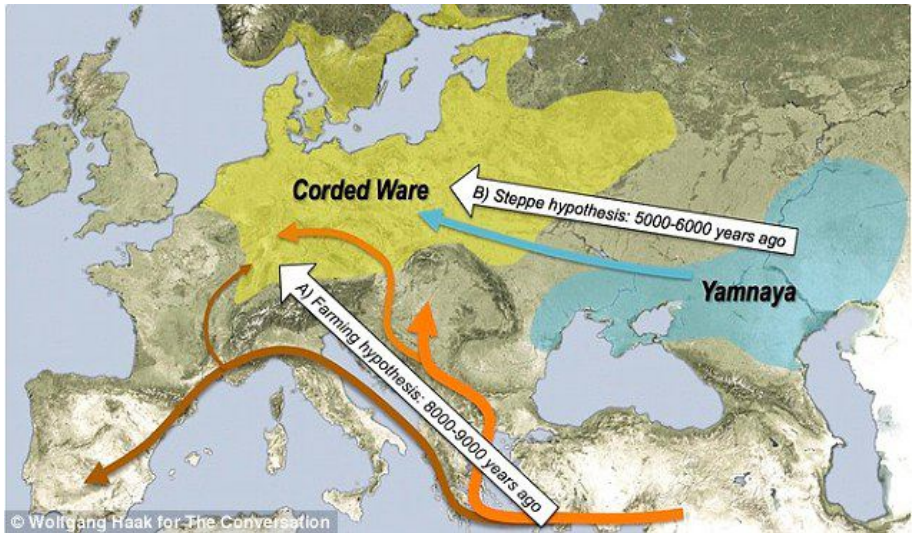 Corded Ware
B) Steppe hypothesis: 5000-6000 years ago
Yamnaya
A) Farming hypothesis: 8000-9000 years ago
© Wolfgang Haak for The Conversation